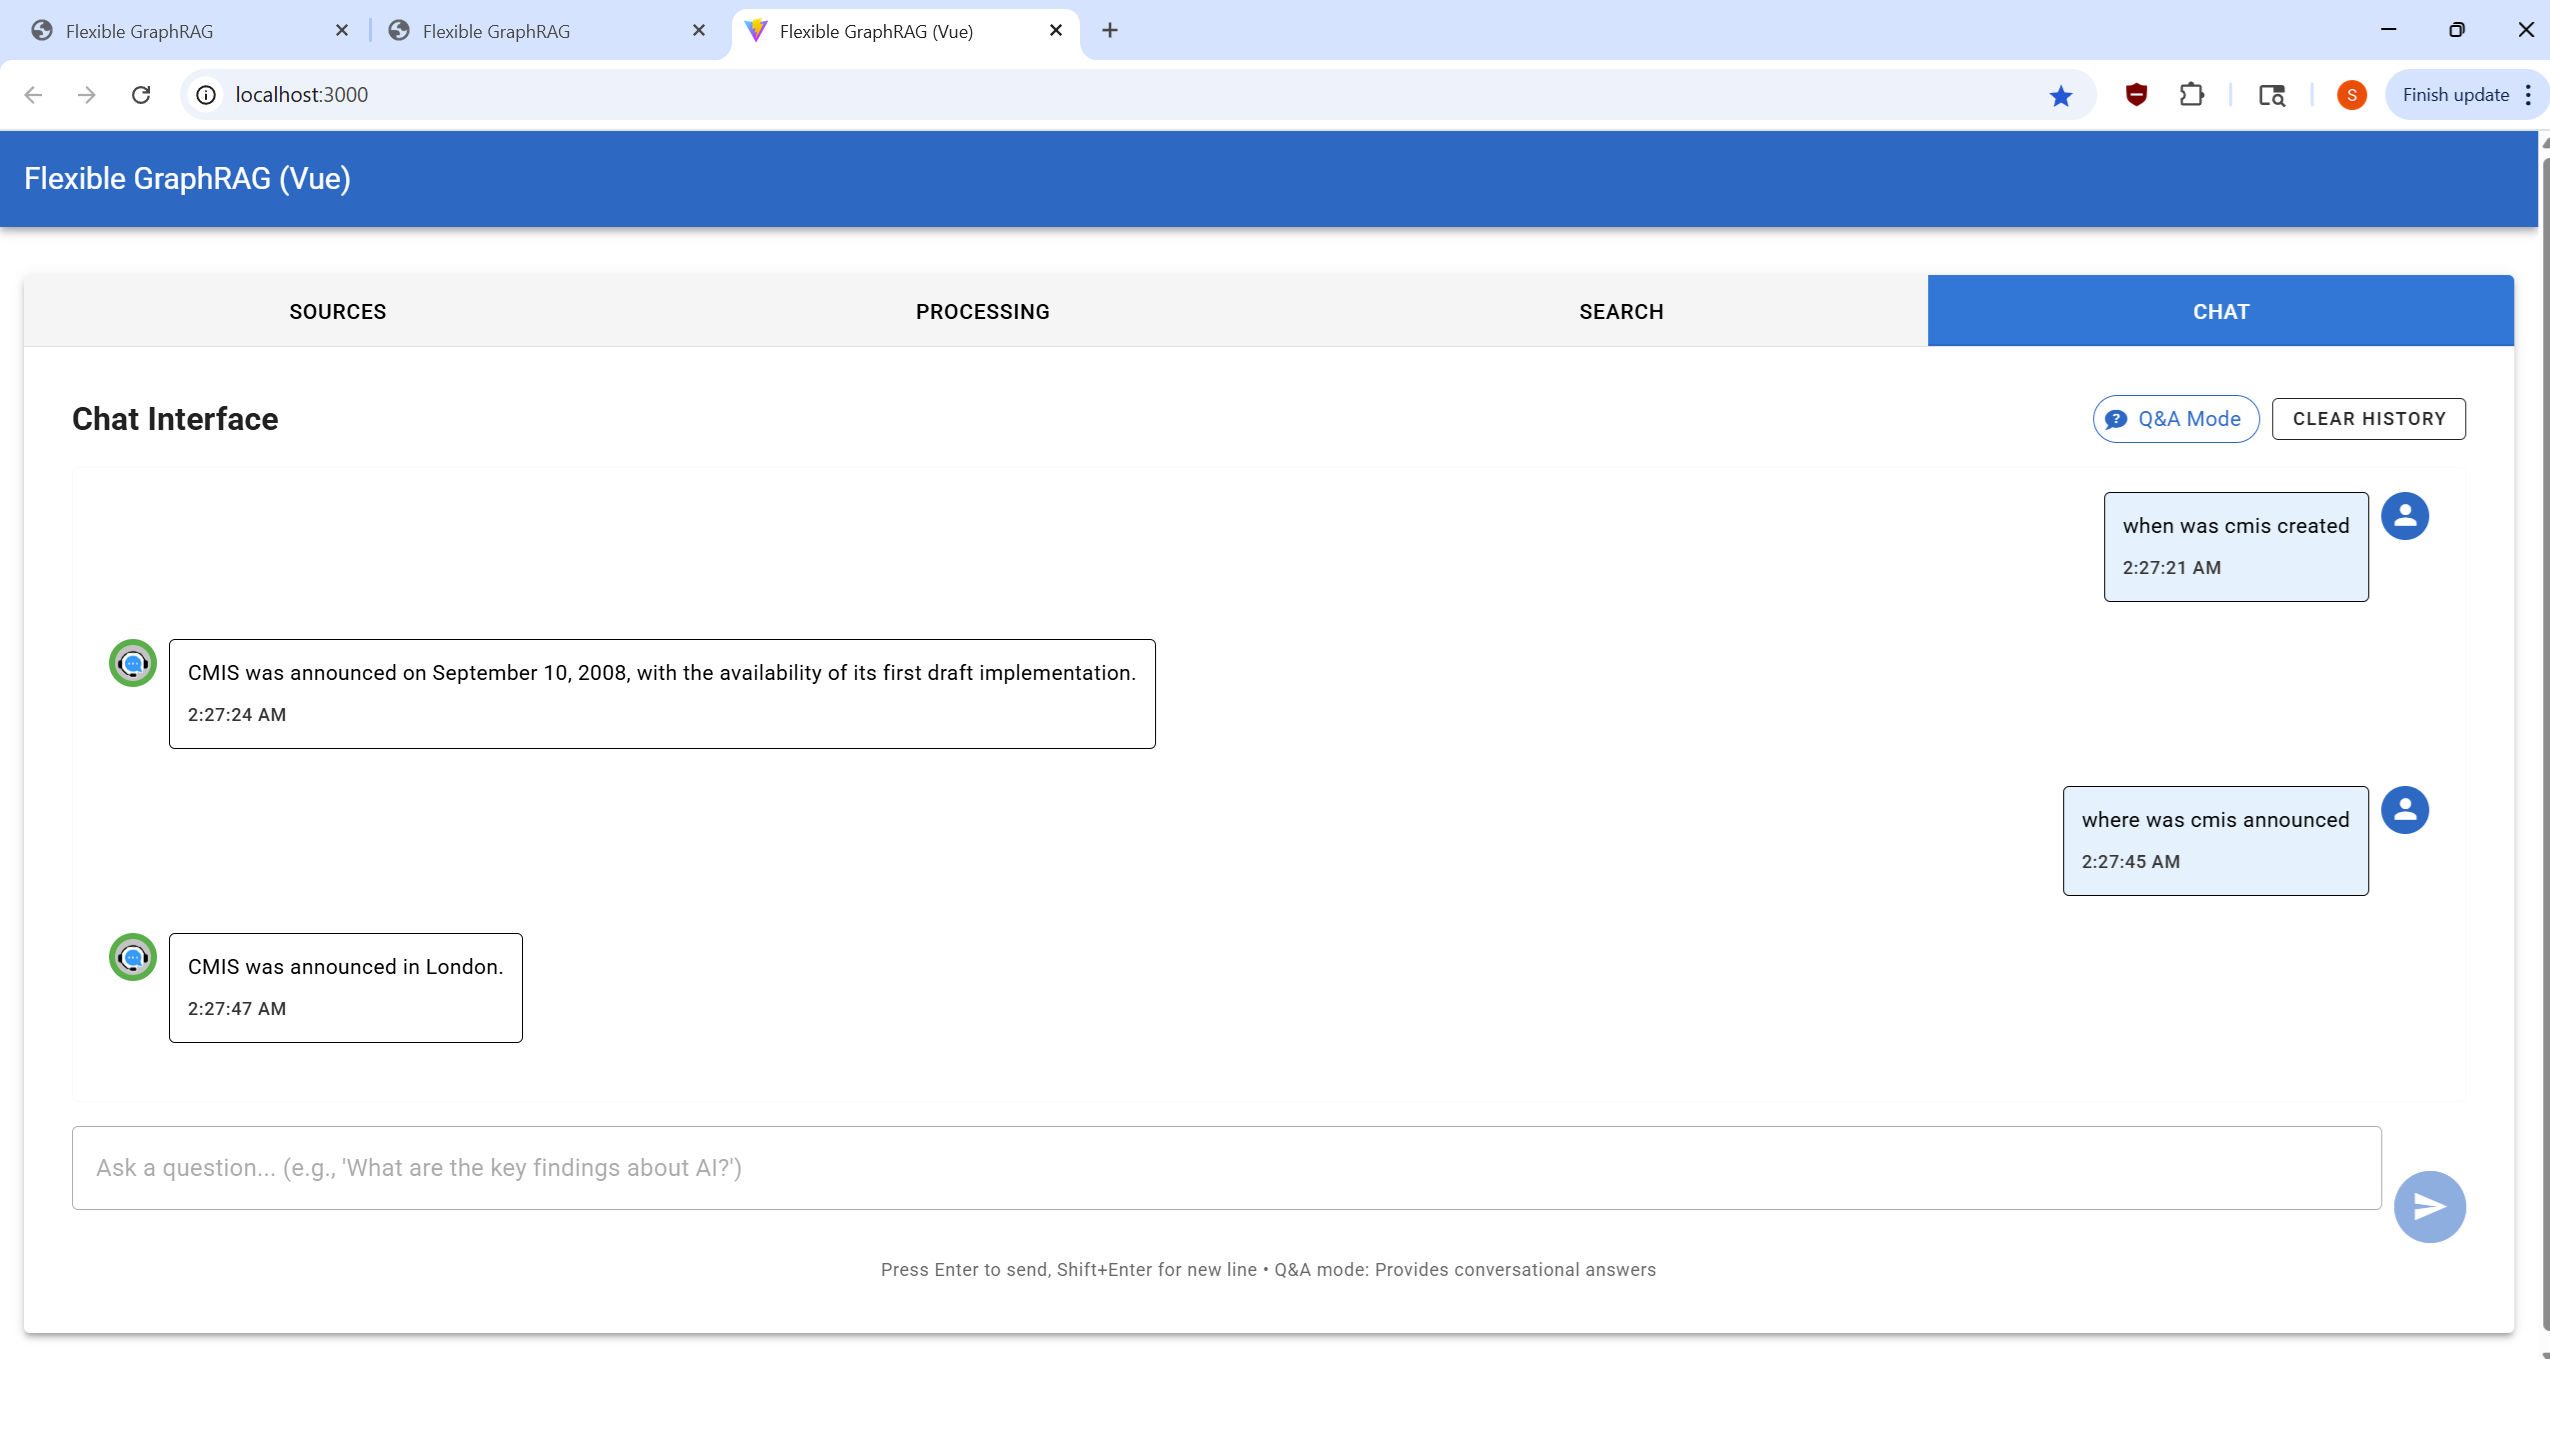 Flexible GraphRAG
Flexible GraphRAG
Flexible GraphRAG (Vue)
localhost:3000
S
Finish update
Flexible GraphRAG (Vue)
SOURCES
PROCESSING
SEARCH
CHAT
Chat Interface
? Q&A Mode
CLEAR HISTORY
when was cmis created
2:27:21 AM
CMIS was announced on September 10, 2008, with the availability of its first draft implementation.
2:27:24 AM
where was cmis announced
2:27:45 AM
CMIS was announced in London.
2:27:47 AM
Ask a question... (e.g., 'What are the key findings about AI?')
Press Enter to send, Shift+Enter for new line • Q&A mode: Provides conversational answers